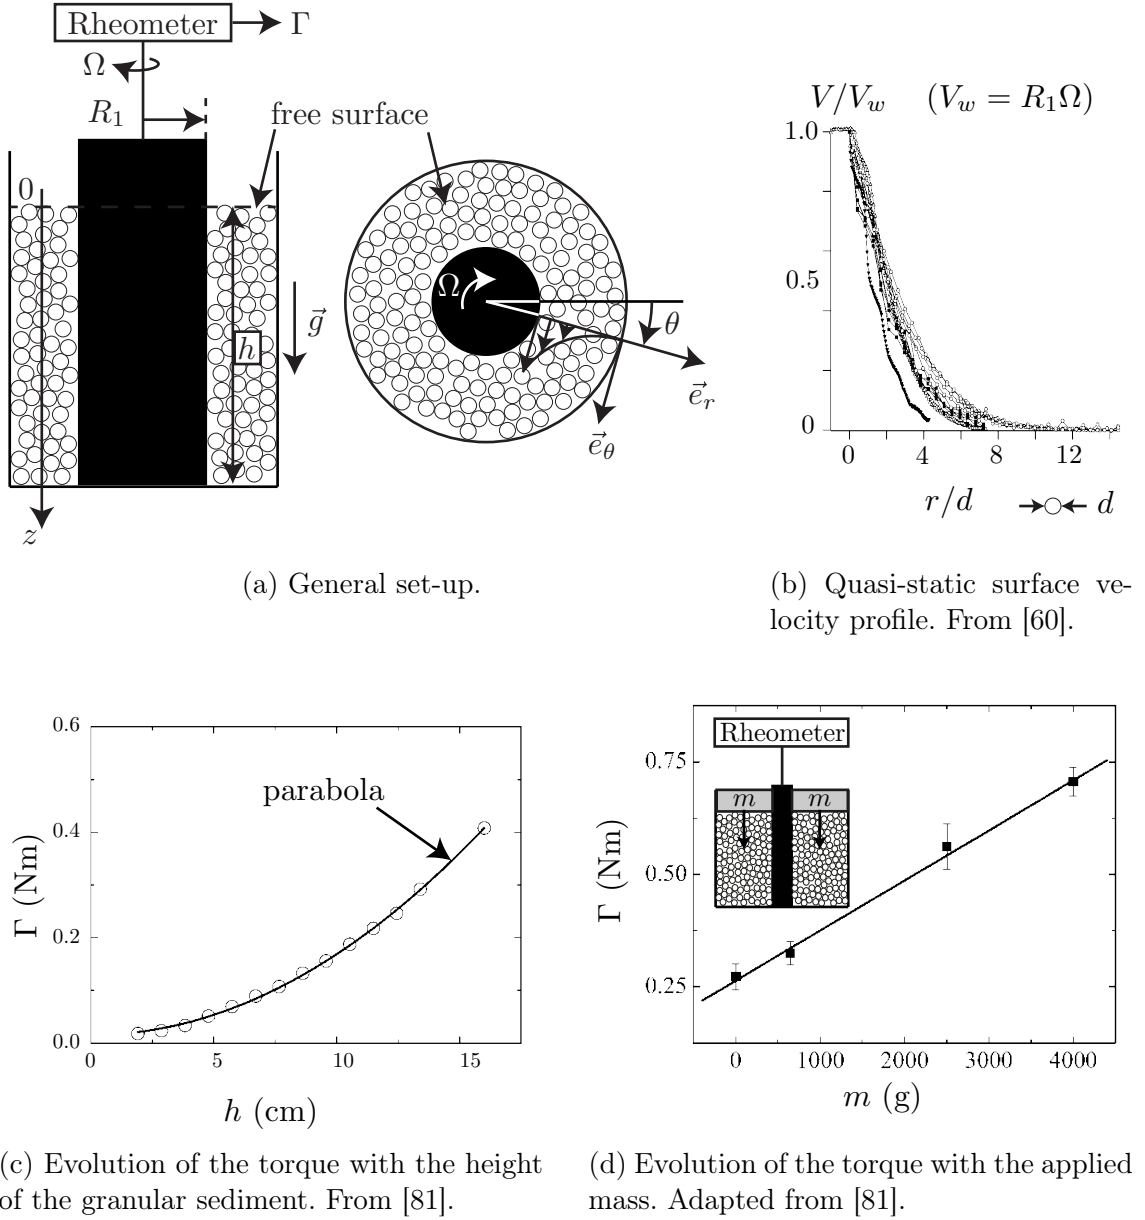 Rheometer
Γ
Ω
R₁
free surface
0
h
g⃗
z
Ω
θ
e⃗ᵣ
e⃗_θ
V/V_w (V_w = R₁Ω)
1.0
0.5
0
0 4 8 12
r/d
d
(a) General set-up.
(b) Quasi-static surface ve-
locity profile. From [60].
0.6
0.4
0.2
0.0
parabola
Γ (Nm)
0 5 10 15
h (cm)
Rheometer
m m
0.75
0.50
0.25
Γ (Nm)
0 1000 2000 3000 4000
m (g)
(c) Evolution of the torque with the height
of the granular sediment. From [81].
(d) Evolution of the torque with the applied
mass. Adapted from [81].